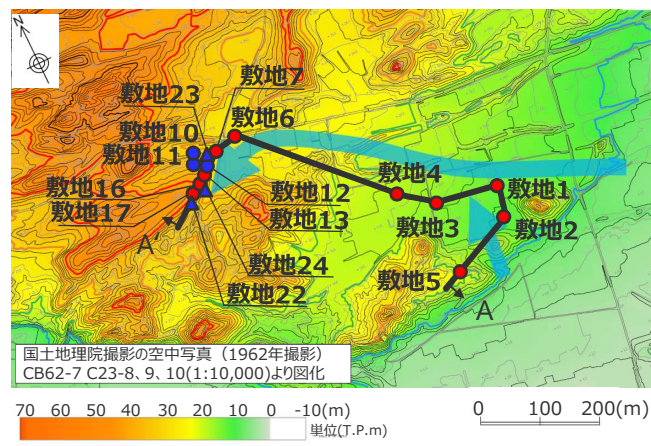 N
敷地7
敷地23
敷地6
敷地10
敷地11
敷地4
敷地1
敷地16
敷地12
敷地17
敷地13
敷地3
敷地2
A'
敷地24
敷地5
敷地22
A
国土地理院撮影の空中写真（1962年撮影）
CB62-7 C23-8、9、10(1:10,000)より図化
70 60 50 40 30 20 10 0 -10(m)
単位(T.P.m)
0 100 200(m)